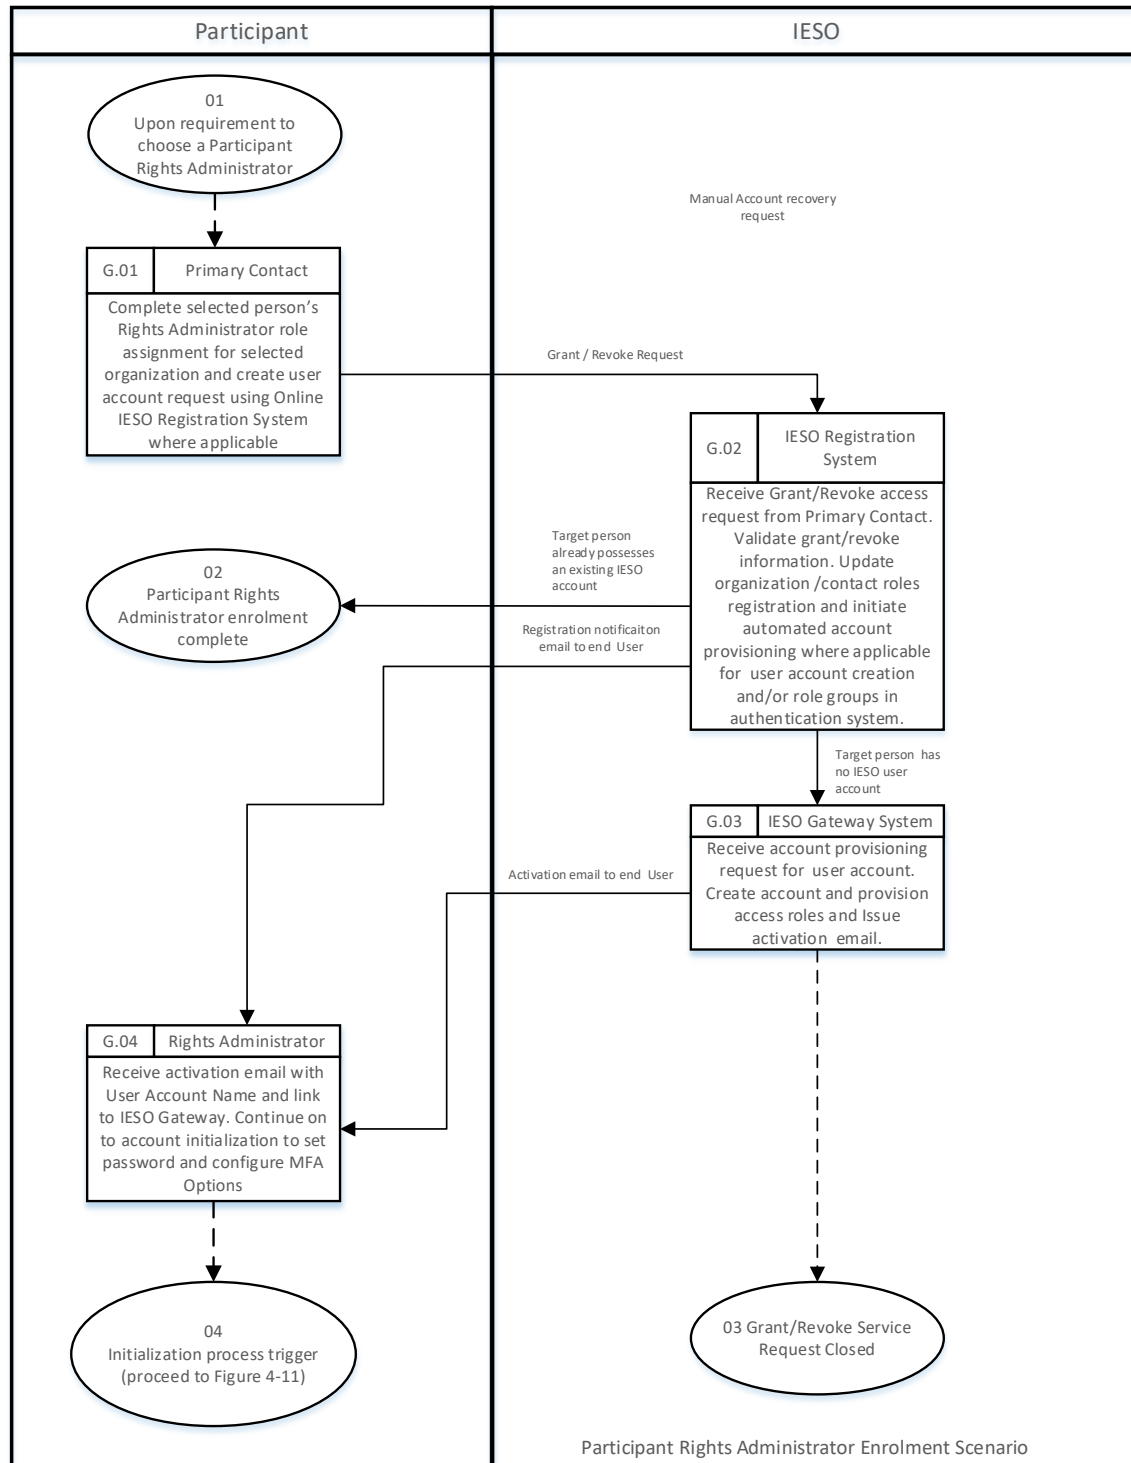 Participant
IESO
01
Upon requirement to
choose a Participant
Rights Administrator
Manual Account recovery
request
G.01
Primary Contact
Complete selected person's
Rights Administrator role
assignment for selected
organization and create user
account request using Online
IESO Registration System
where applicable
Grant / Revoke Request
G.02
IESO Registration
System
Receive Grant/Revoke access
request from Primary Contact.
Validate grant/revoke
information. Update
organization /contact roles
registration and initiate
automated account
provisioning where applicable
for user account creation
and/or role groups in
authentication system.
Target person
already possesses
an existing IESO
account
02
Participant Rights
Administrator enrolment
complete
Registration notificaiton
email to end User
Target person has
no IESO user
account
G.03
IESO Gateway System
Receive account provisioning
request for user account.
Create account and provision
access roles and Issue
activation email.
Activation email to end User
G.04
Rights Administrator
Receive activation email with
User Account Name and link
to IESO Gateway. Continue on
to account initialization to set
password and configure MFA
Options
04
Initialization process trigger
(proceed to Figure 4-11)
03 Grant/Revoke Service
Request Closed
Participant Rights Administrator Enrolment Scenario